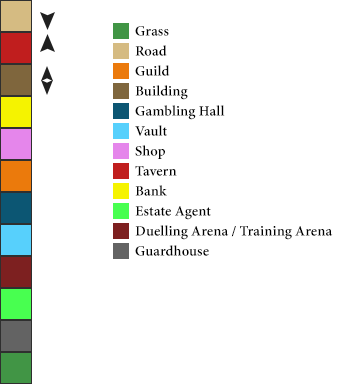 Grass
Road
Guild
Building
Gambling Hall
Vault
Shop
Tavern
Bank
Estate Agent
Duelling Arena / Training Arena
Guardhouse